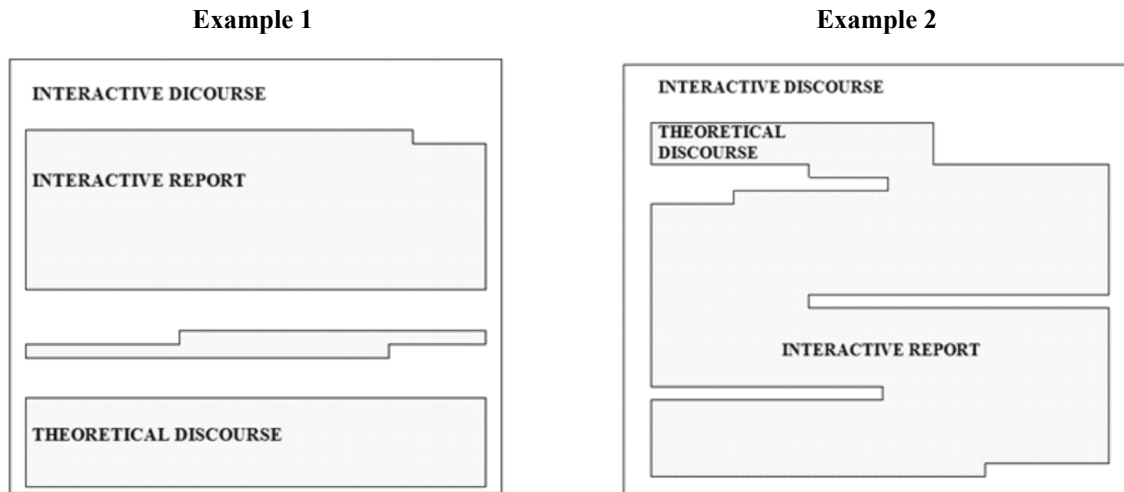 Example 1
Example 2
INTERACTIVE DICOURSE
INTERACTIVE REPORT
THEORETICAL DISCOURSE
INTERACTIVE DISCOURSE
THEORETICAL
DISCOURSE
INTERACTIVE REPORT